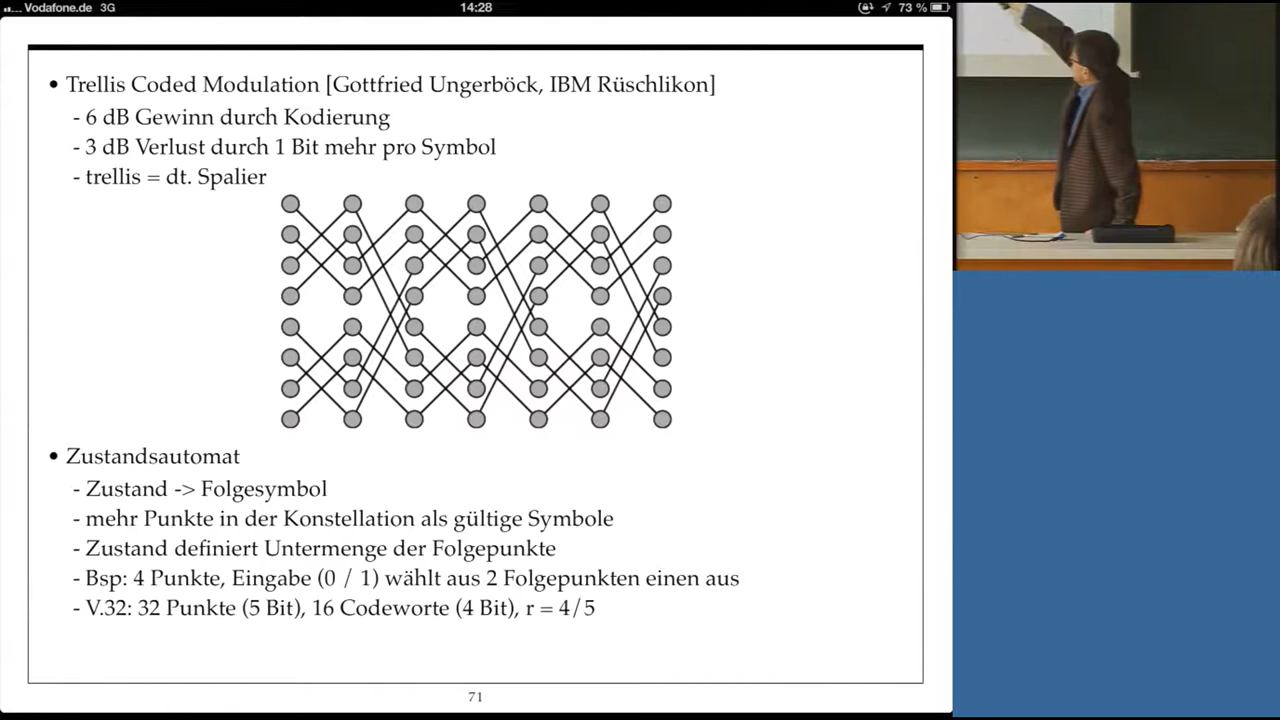 Vodafone.de 3G 14:28 73 %
• Trellis Coded Modulation [Gottfried Ungerböck, IBM Rüschlikon]
- 6 dB Gewinn durch Kodierung
- 3 dB Verlust durch 1 Bit mehr pro Symbol
- trellis = dt. Spalier
• Zustandsautomat
- Zustand -> Folgesymbol
- mehr Punkte in der Konstellation als gültige Symbole
- Zustand definiert Untermenge der Folgepunkte
- Bsp: 4 Punkte, Eingabe (0 / 1) wählt aus 2 Folgepunkten einen aus
- V.32: 32 Punkte (5 Bit), 16 Codeworte (4 Bit), r = 4/5
71